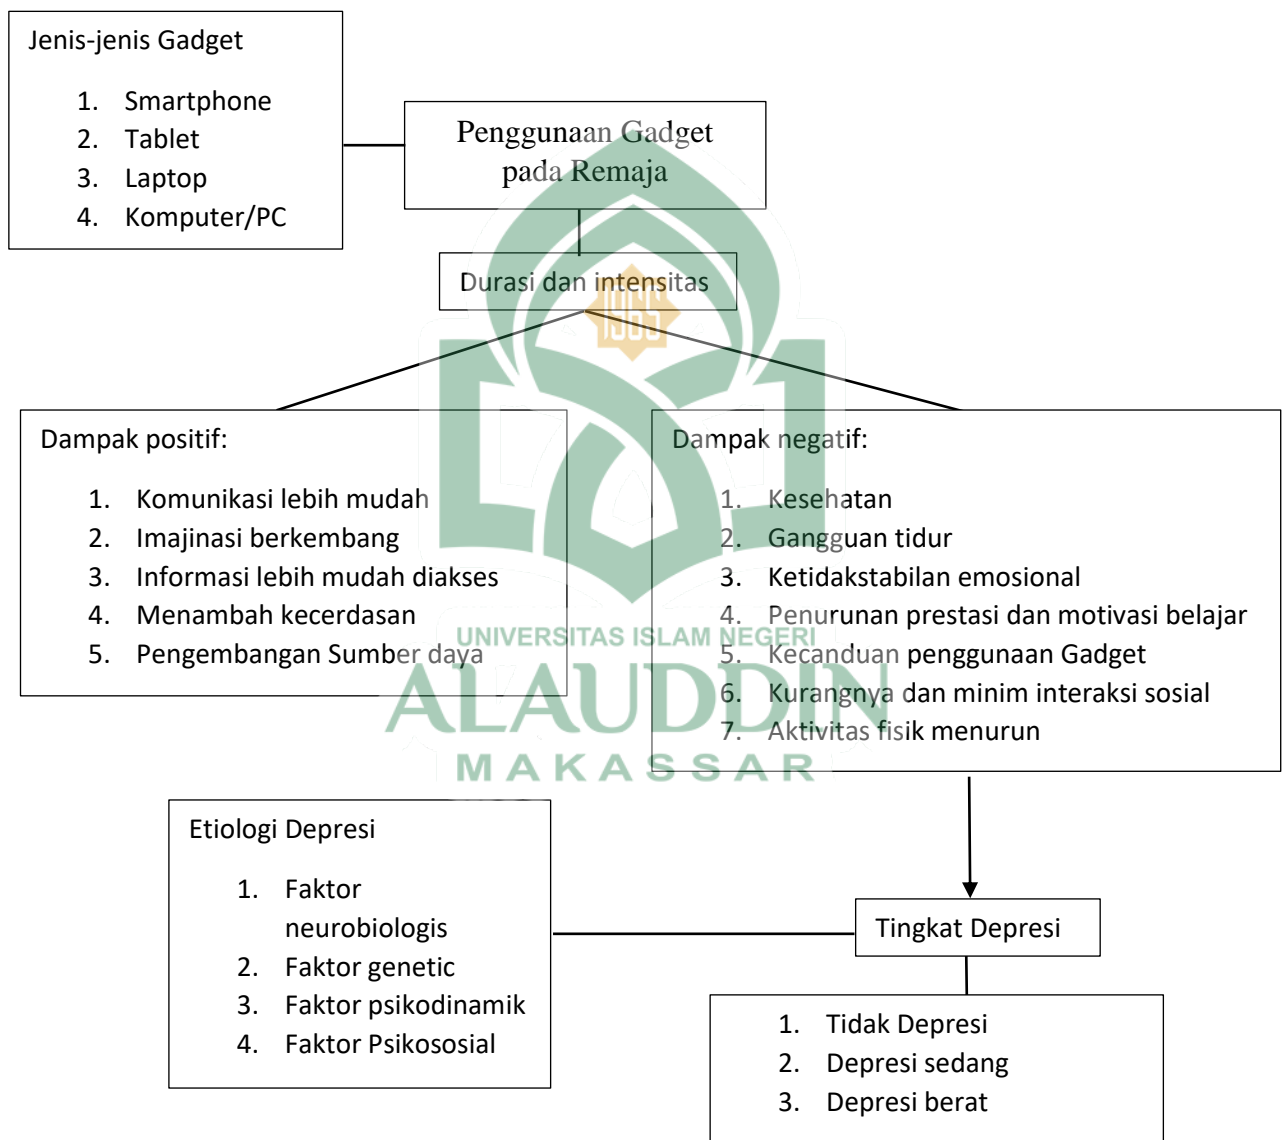 Jenis-jenis Gadget
1. Smartphone
2. Tablet
3. Laptop
4. Komputer/PC
Penggunaan Gadget
pada Remaja
Durasi dan intensitas
1965
Dampak positif:
1. Komunikasi lebih mudah
2. Imajinasi berkembang
3. Informasi lebih mudah diakses
4. Menambah kecerdasan
5. Pengembangan Sumber daya
Dampak negatif:
1. Kesehatan
2. Gangguan tidur
3. Ketidakstabilan emosional
4. Penurunan prestasi dan motivasi belajar
5. Kecanduan penggunaan Gadget
6. Kurangnya dan minim interaksi sosial
7. Aktivitas fisik menurun
UNIVERSITAS ISLAM NEGERI
ALAUDDIN
MAKASSAR
Etiologi Depresi
1. Faktor
neurobiologis
2. Faktor genetic
3. Faktor psikodinamik
4. Faktor Psikososial
Tingkat Depresi
1. Tidak Depresi
2. Depresi sedang
3. Depresi berat